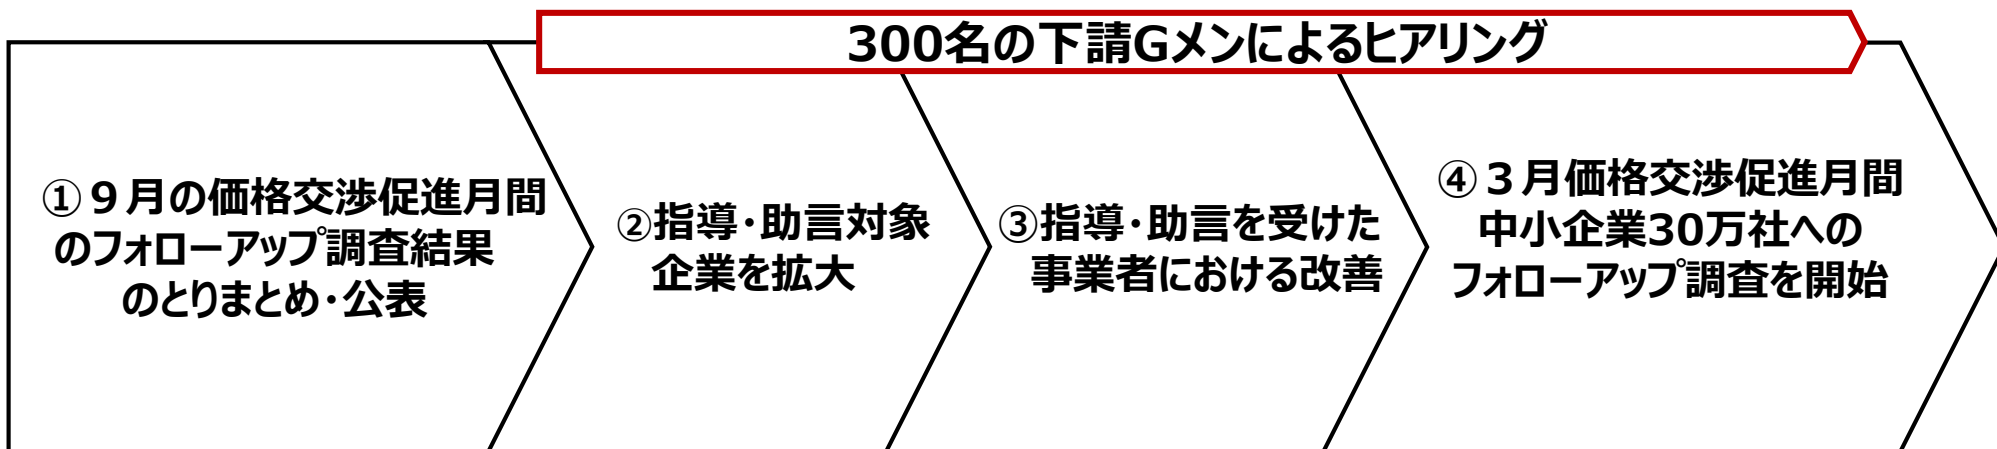 300名の下請Gメンによるヒアリング
①９月の価格交渉促進月間
のフォローアップ調査結果
のとりまとめ・公表
②指導・助言対象
企業を拡大
③指導・助言を受けた
事業者における改善
④３月価格交渉促進月間
中小企業30万社への
フォローアップ調査を開始